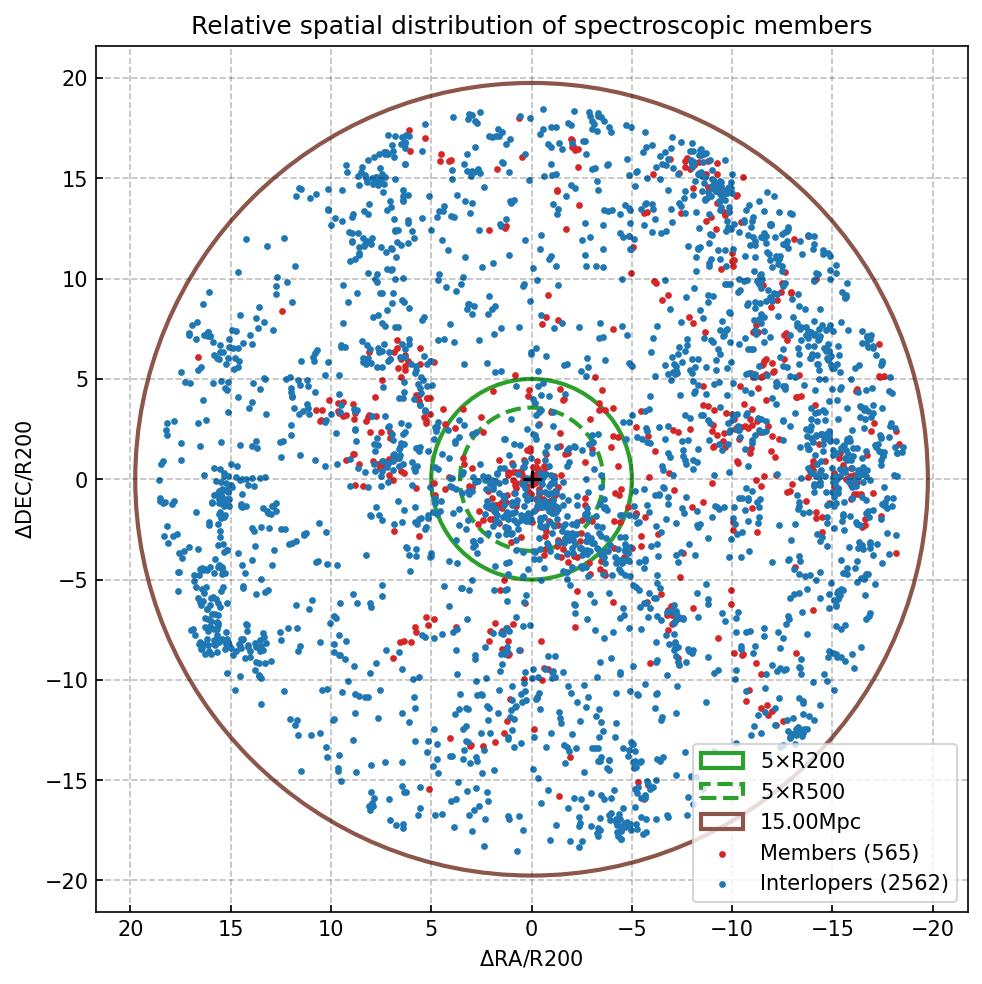 Relative spatial distribution of spectroscopic members
20
15
10
5
0
−5
−10
−15
−20
ΔDEC/R200
20
15
10
5
0
−5
−10
−15
−20
ΔRA/R200
5×R200
5×R500
15.00Mpc
Members (565)
Interlopers (2562)